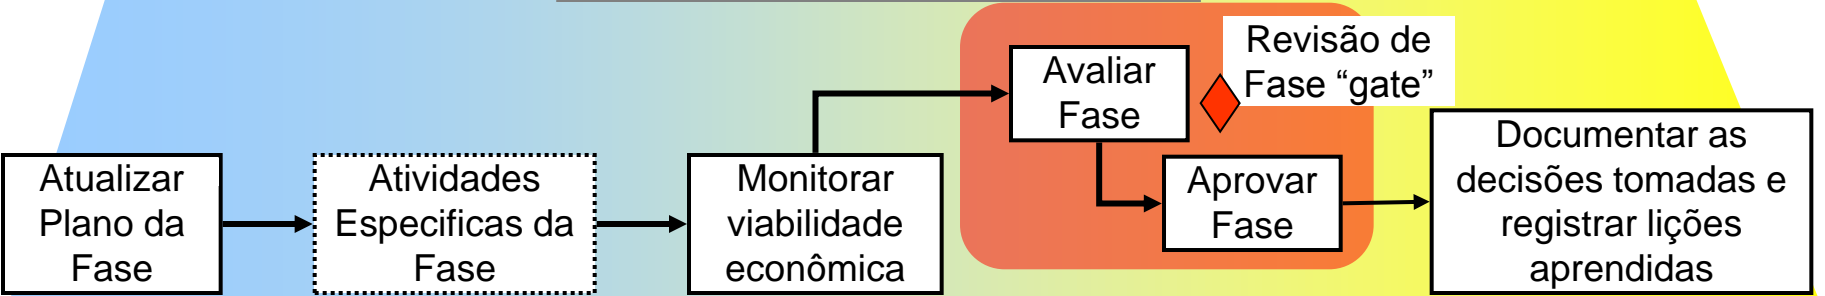 Atualizar
Plano da
Fase
Atividades
Especificas da
Fase
Monitorar
viabilidade
econômica
Avaliar
Fase
Revisão de
Fase “gate”
Aprovar
Fase
Documentar as
decisões tomadas e
registrar lições
aprendidas